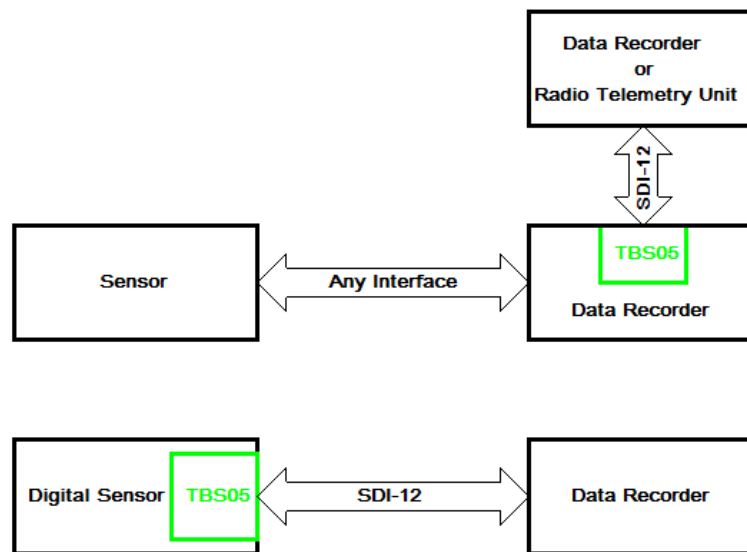 Data Recorder
or
Radio Telemetry Unit
SDI-12
TBS05
Sensor
Any Interface
Data Recorder
Digital Sensor
TBS05
SDI-12
Data Recorder